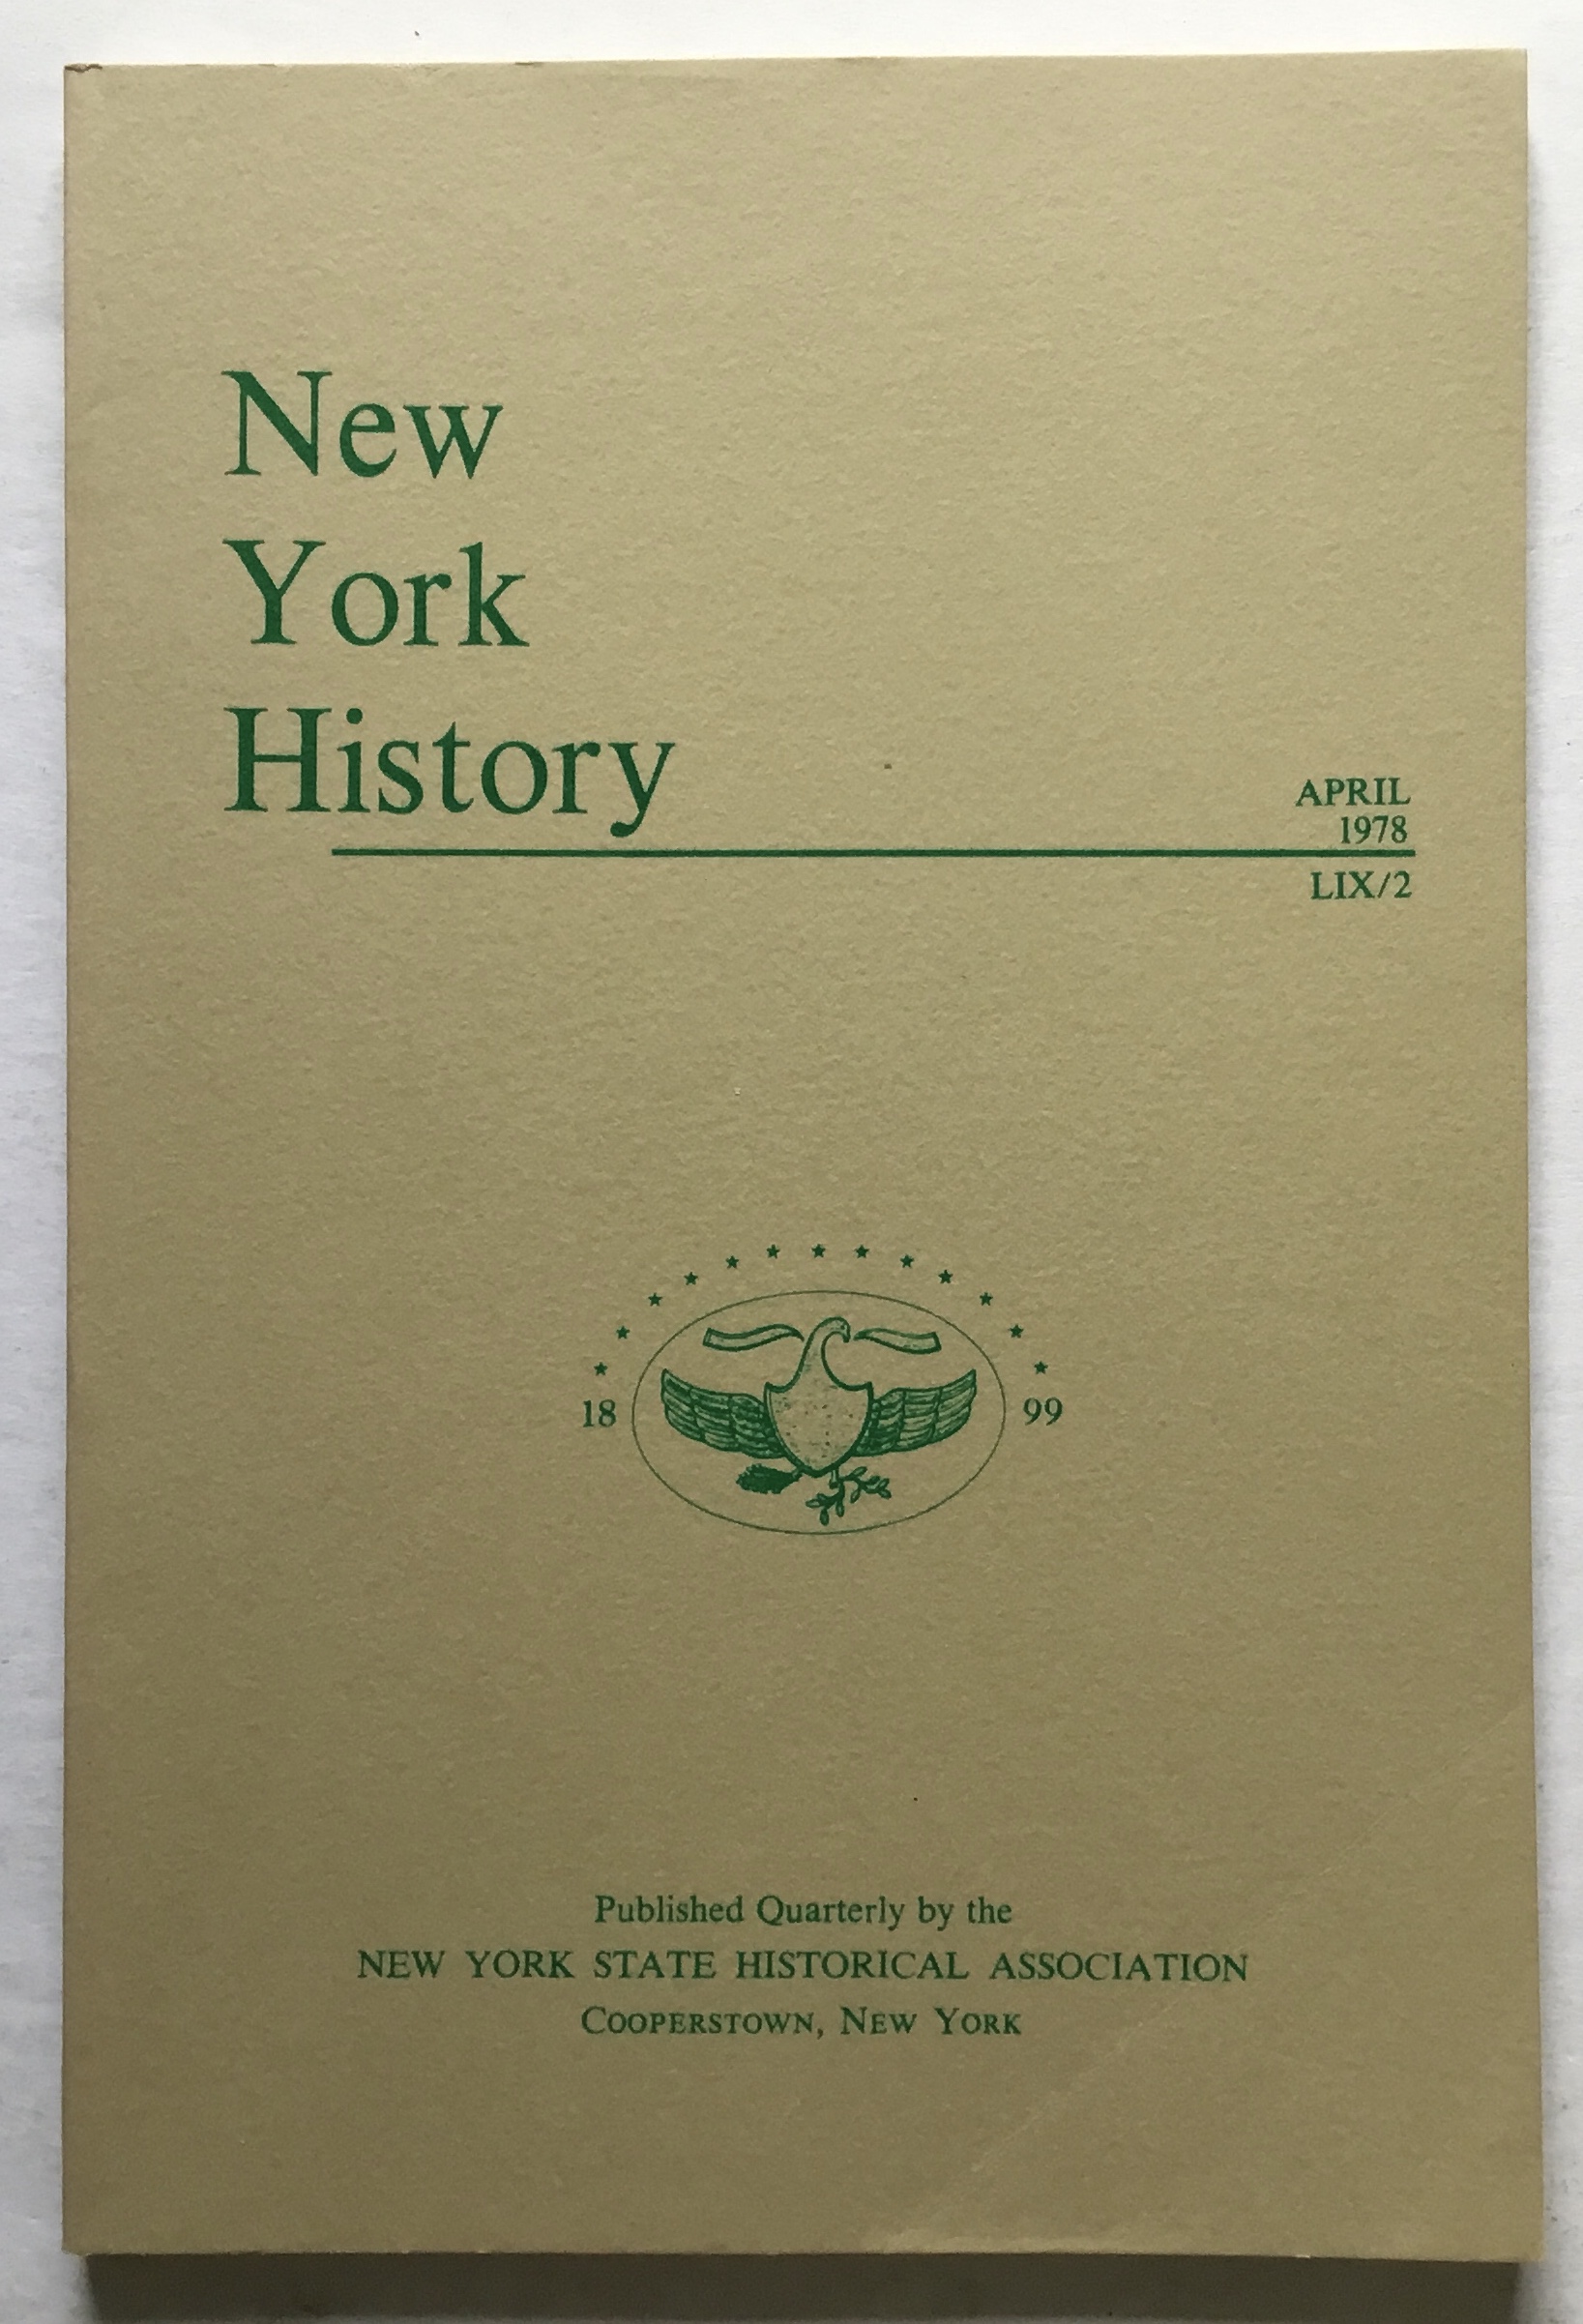 New
York
History
APRIL
1978
LIX/2
18 99
Published Quarterly by the
NEW YORK STATE HISTORICAL ASSOCIATION
COOPERSTOWN, NEW YORK